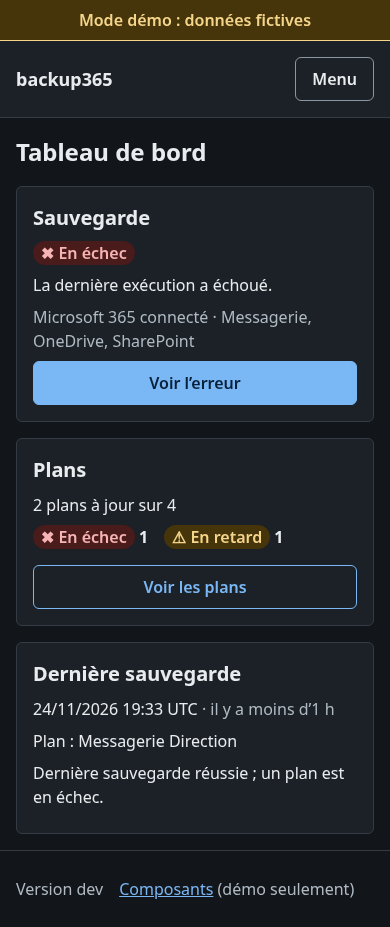 Mode démo : données fictives
backup365
Menu
Tableau de bord
Sauvegarde
✖ En échec
La dernière exécution a échoué.
Microsoft 365 connecté · Messagerie,
OneDrive, SharePoint
Voir l’erreur
Plans
2 plans à jour sur 4
✖ En échec 1 ⚠ En retard 1
Voir les plans
Dernière sauvegarde
24/11/2026 19:33 UTC · il y a moins d’1 h
Plan : Messagerie Direction
Dernière sauvegarde réussie ; un plan est
en échec.
Version dev Composants (démo seulement)